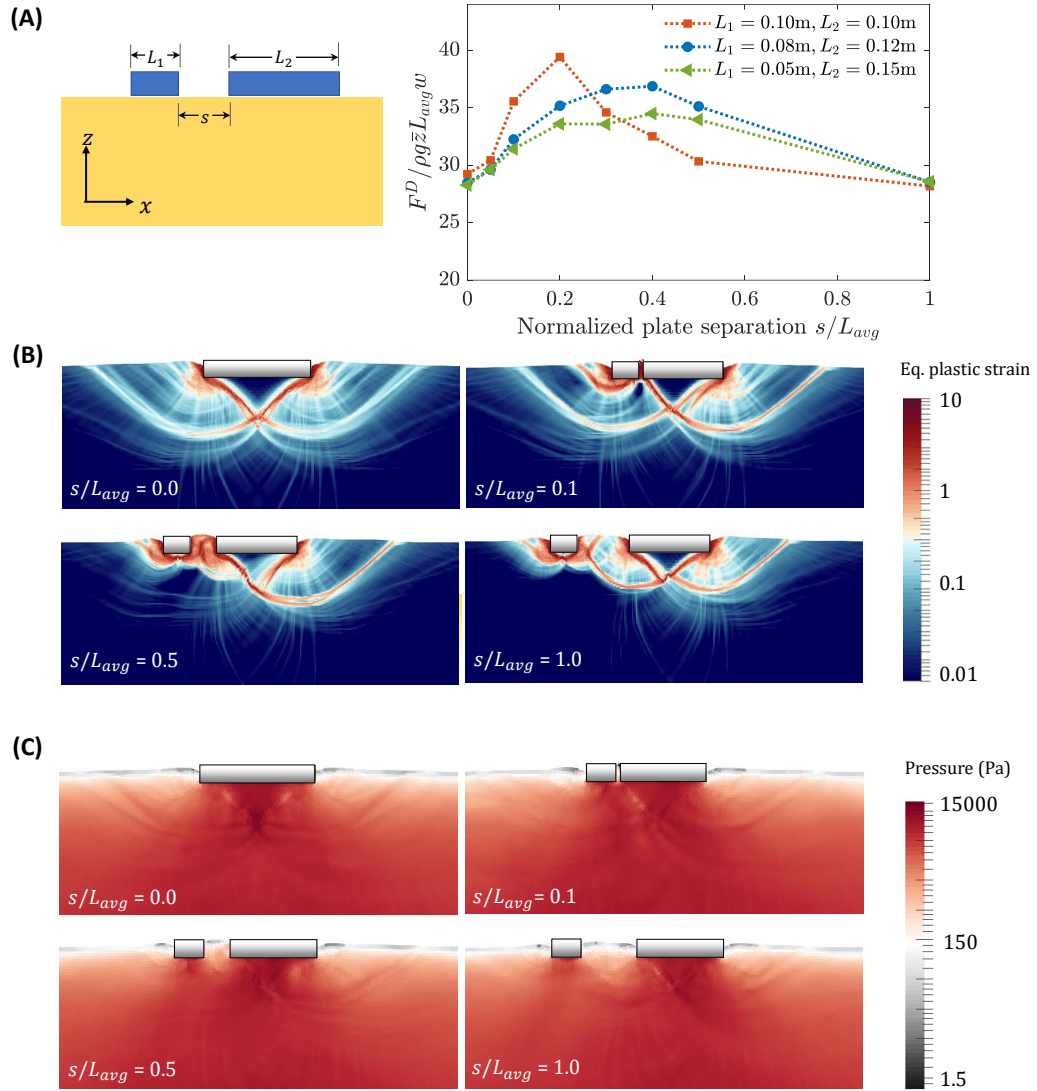 (A)
L₁
L₂
s
z
x
F^D/ρgz̄L_avg w
40
35
30
25
20
L₁ = 0.10m, L₂ = 0.10m
L₁ = 0.08m, L₂ = 0.12m
L₁ = 0.05m, L₂ = 0.15m
0
0.2
0.4
0.6
0.8
1
Normalized plate separation s/L_avg
(B)
s/L_avg = 0.0
s/L_avg = 0.1
s/L_avg = 0.5
s/L_avg = 1.0
Eq. plastic strain
10
1
0.1
0.01
(C)
s/L_avg = 0.0
s/L_avg = 0.1
s/L_avg = 0.5
s/L_avg = 1.0
Pressure (Pa)
15000
150
1.5